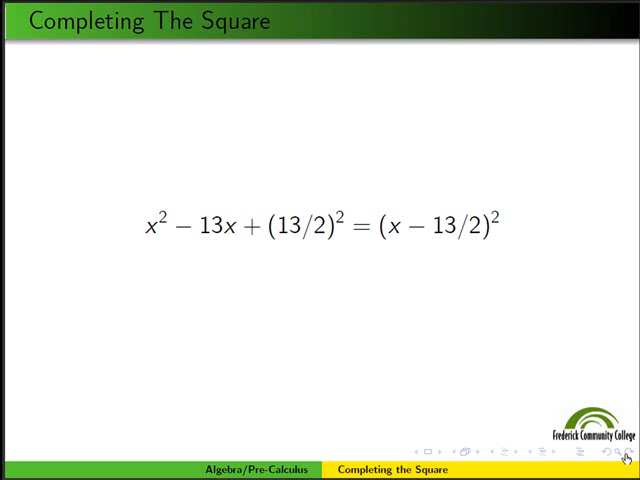 Completing The Square
x² − 13x + (13/2)² = (x − 13/2)²
Frederick Community College
Algebra/Pre-Calculus Completing the Square